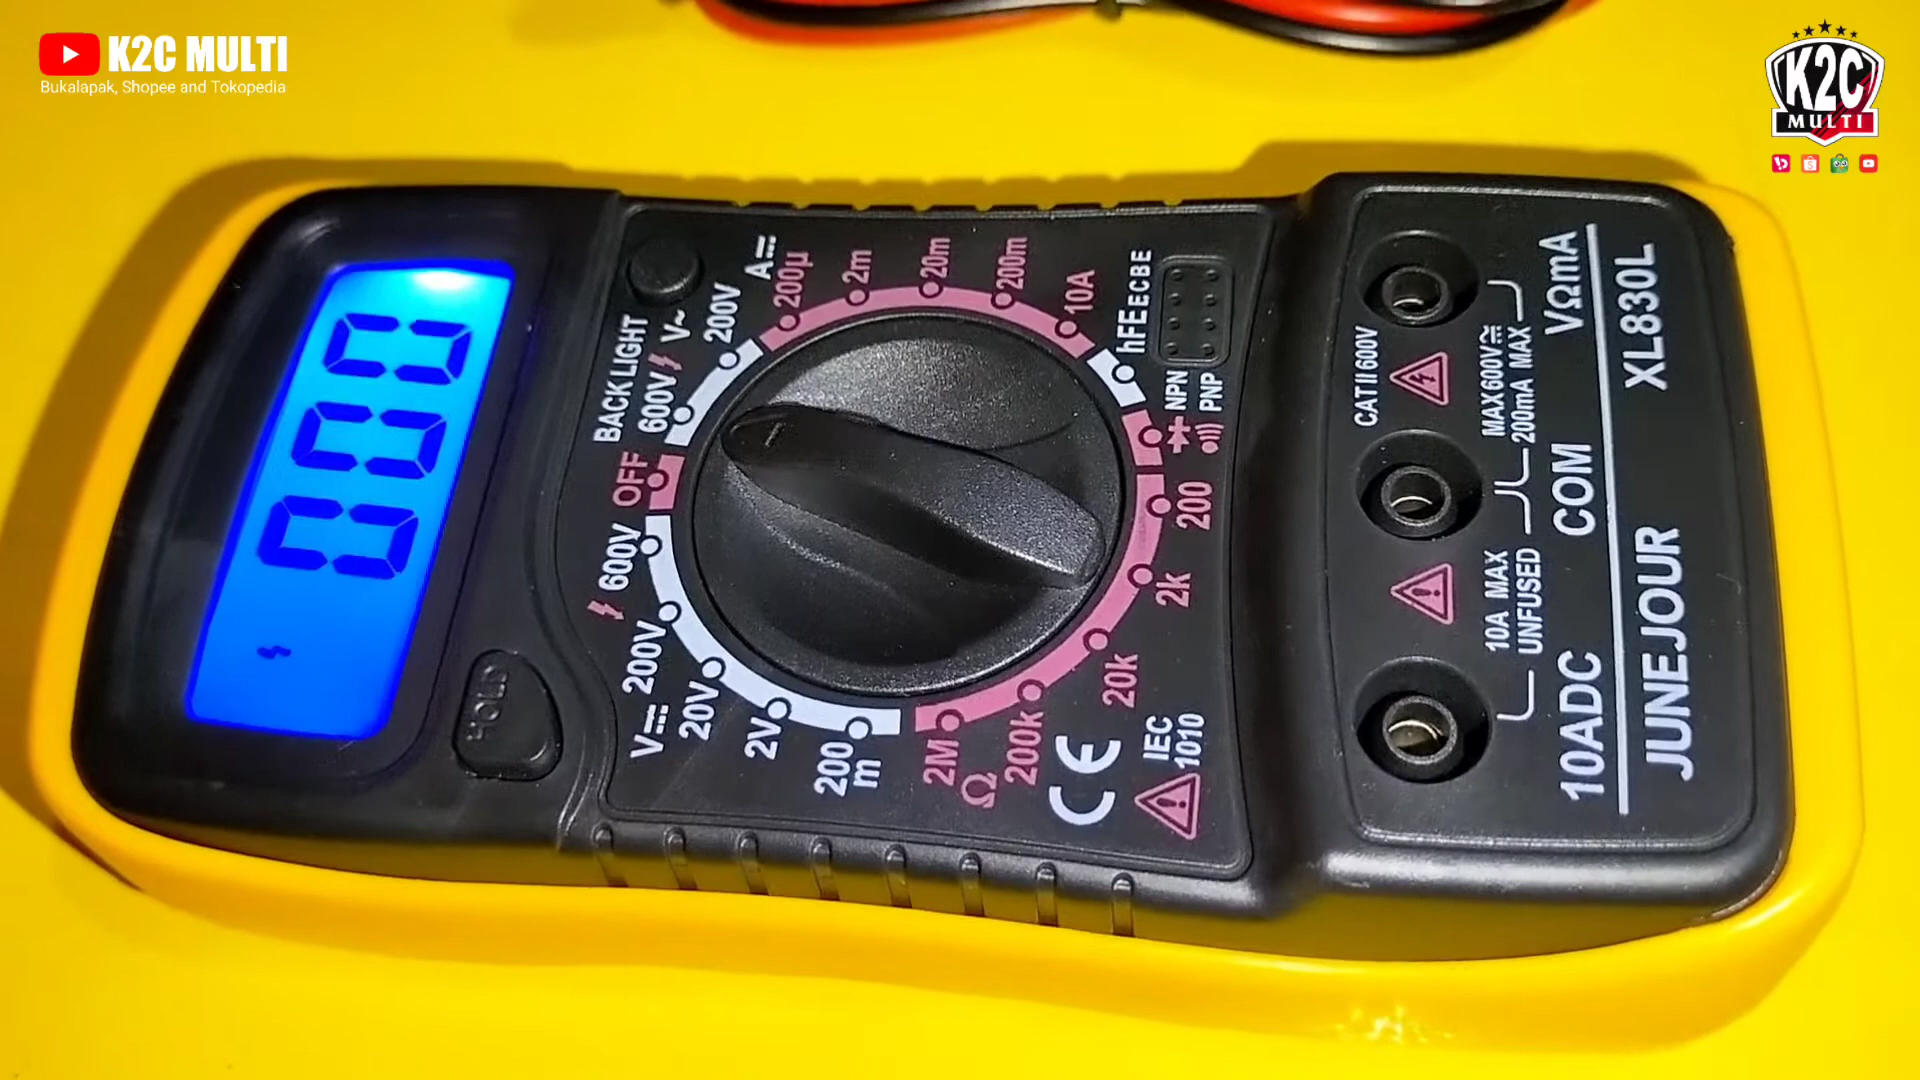 K2C MULTI
Bukalapak, Shopee and Tokopedia
K2C
MULTI
000
HOLD
BACK LIGHT
OFF
600V
200V
V~
A⎓
200μ
2m
20m
200m
10A
hFE
ECBE
NPN
PNP
200
2k
20k
200k
2M
Ω
600V
200V
20V
2V
200
m
V⎓
CE
IEC
1010
CAT II 600V
MAX 600V≂
200mA MAX
VΩmA
COM
10A MAX
UNFUSED
10ADC
XL830L
JUNEJOUR